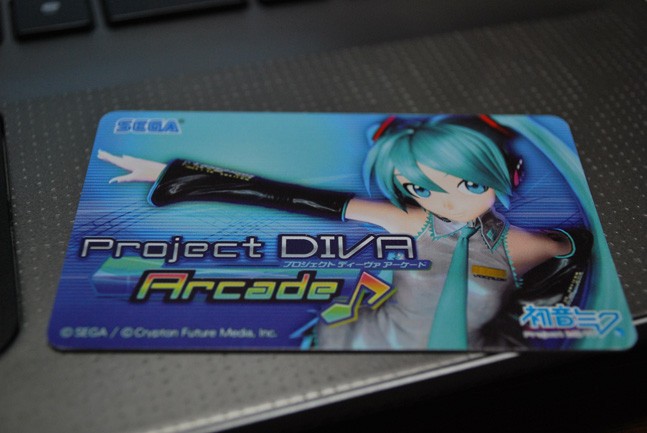 SEGA
Project DIVA
プロジェクト ディーヴァ アーケード
Arcade
初音ミク
Project
©SEGA / ©Crypton Future Media, Inc.